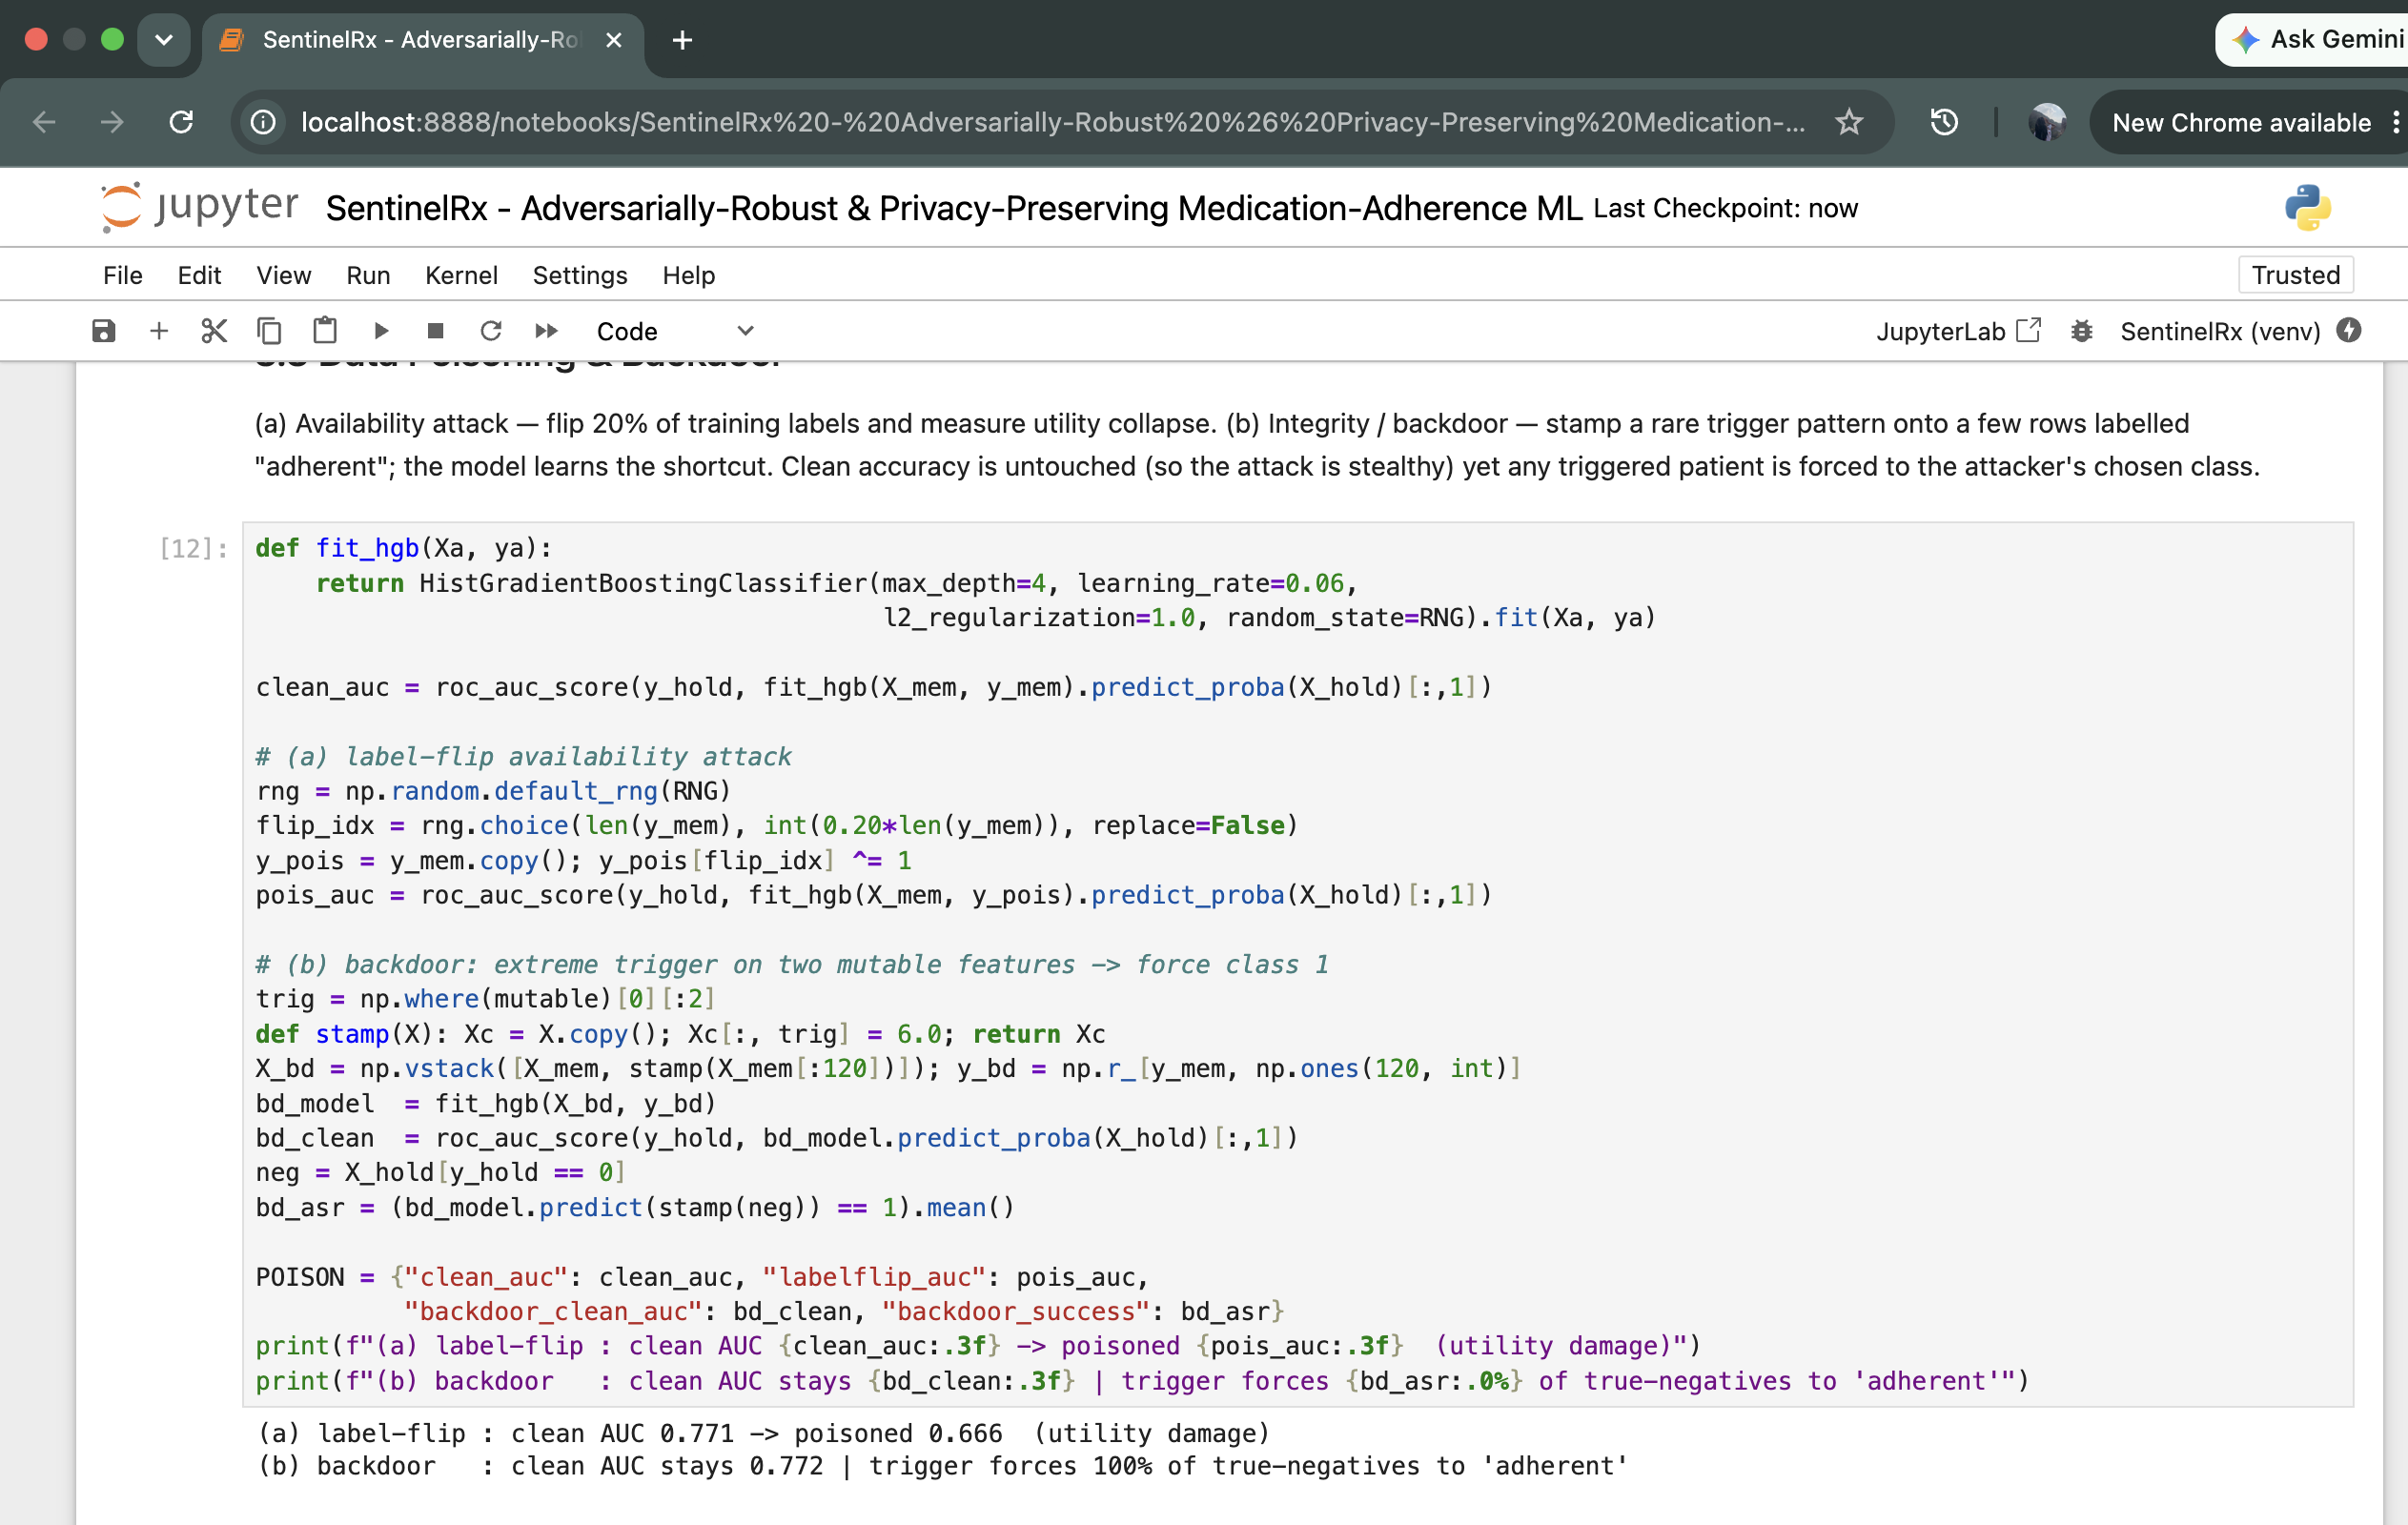 SentinelRx - Adversarially-Ro
Ask Gemini
localhost:8888/notebooks/SentinelRx%20-%20Adversarially-Robust%20%26%20Privacy-Preserving%20Medication-...
New Chrome available
jupyter SentinelRx - Adversarially-Robust & Privacy-Preserving Medication-Adherence ML Last Checkpoint: now
File Edit View Run Kernel Settings Help
Trusted
Code
JupyterLab
SentinelRx (venv)
(a) Availability attack — flip 20% of training labels and measure utility collapse. (b) Integrity / backdoor — stamp a rare trigger pattern onto a few rows labelled
"adherent"; the model learns the shortcut. Clean accuracy is untouched (so the attack is stealthy) yet any triggered patient is forced to the attacker's chosen class.
[12]:
def fit_hgb(Xa, ya):
    return HistGradientBoostingClassifier(max_depth=4, learning_rate=0.06,
                                          l2_regularization=1.0, random_state=RNG).fit(Xa, ya)
clean_auc = roc_auc_score(y_hold, fit_hgb(X_mem, y_mem).predict_proba(X_hold)[:,1])
# (a) label-flip availability attack
rng = np.random.default_rng(RNG)
flip_idx = rng.choice(len(y_mem), int(0.20*len(y_mem)), replace=False)
y_pois = y_mem.copy(); y_pois[flip_idx] ^= 1
pois_auc = roc_auc_score(y_hold, fit_hgb(X_mem, y_pois).predict_proba(X_hold)[:,1])
# (b) backdoor: extreme trigger on two mutable features -> force class 1
trig = np.where(mutable)[0][:2]
def stamp(X): Xc = X.copy(); Xc[:, trig] = 6.0; return Xc
X_bd = np.vstack([X_mem, stamp(X_mem[:120])]); y_bd = np.r_[y_mem, np.ones(120, int)]
bd_model  = fit_hgb(X_bd, y_bd)
bd_clean  = roc_auc_score(y_hold, bd_model.predict_proba(X_hold)[:,1])
neg = X_hold[y_hold == 0]
bd_asr = (bd_model.predict(stamp(neg)) == 1).mean()
POISON = {"clean_auc": clean_auc, "labelflip_auc": pois_auc,
          "backdoor_clean_auc": bd_clean, "backdoor_success": bd_asr}
print(f"(a) label-flip : clean AUC {clean_auc:.3f} -> poisoned {pois_auc:.3f}  (utility damage)")
print(f"(b) backdoor   : clean AUC stays {bd_clean:.3f} | trigger forces {bd_asr:.0%} of true-negatives to 'adherent'")
(a) label-flip : clean AUC 0.771 -> poisoned 0.666  (utility damage)
(b) backdoor   : clean AUC stays 0.772 | trigger forces 100% of true-negatives to 'adherent'